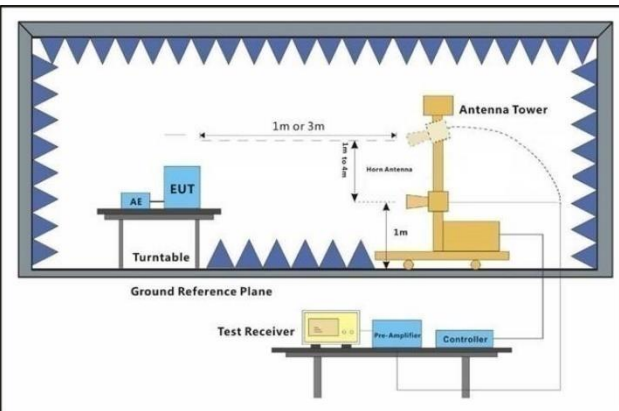 1m or 3m
Antenna Tower
1m to 4m
Horn Antenna
EUT
AE
1m
Turntable
Ground Reference Plane
Test Receiver
Pre-Amplifier
Controller